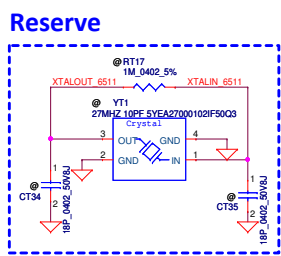 Reserve
@ RT17
1M_0402_5%
XTALOUT_6511 XTALIN_6511
@ YT1
27MHZ 10PF 5YEA27000102IF50Q3
Crystal
3 OUT GND 4
2 GND IN 1
1 @ CT34 2 18P_0402_50V8J
1 @ CT35 2 18P_0402_50V8J